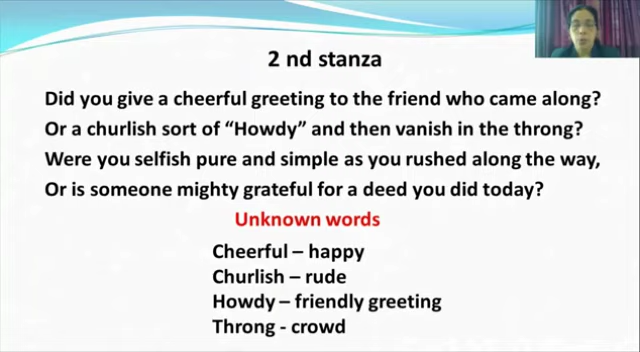 2 nd stanza
Did you give a cheerful greeting to the friend who came along?
Or a churlish sort of “Howdy” and then vanish in the throng?
Were you selfish pure and simple as you rushed along the way,
Or is someone mighty grateful for a deed you did today?
Unknown words
Cheerful – happy
Churlish – rude
Howdy – friendly greeting
Throng - crowd